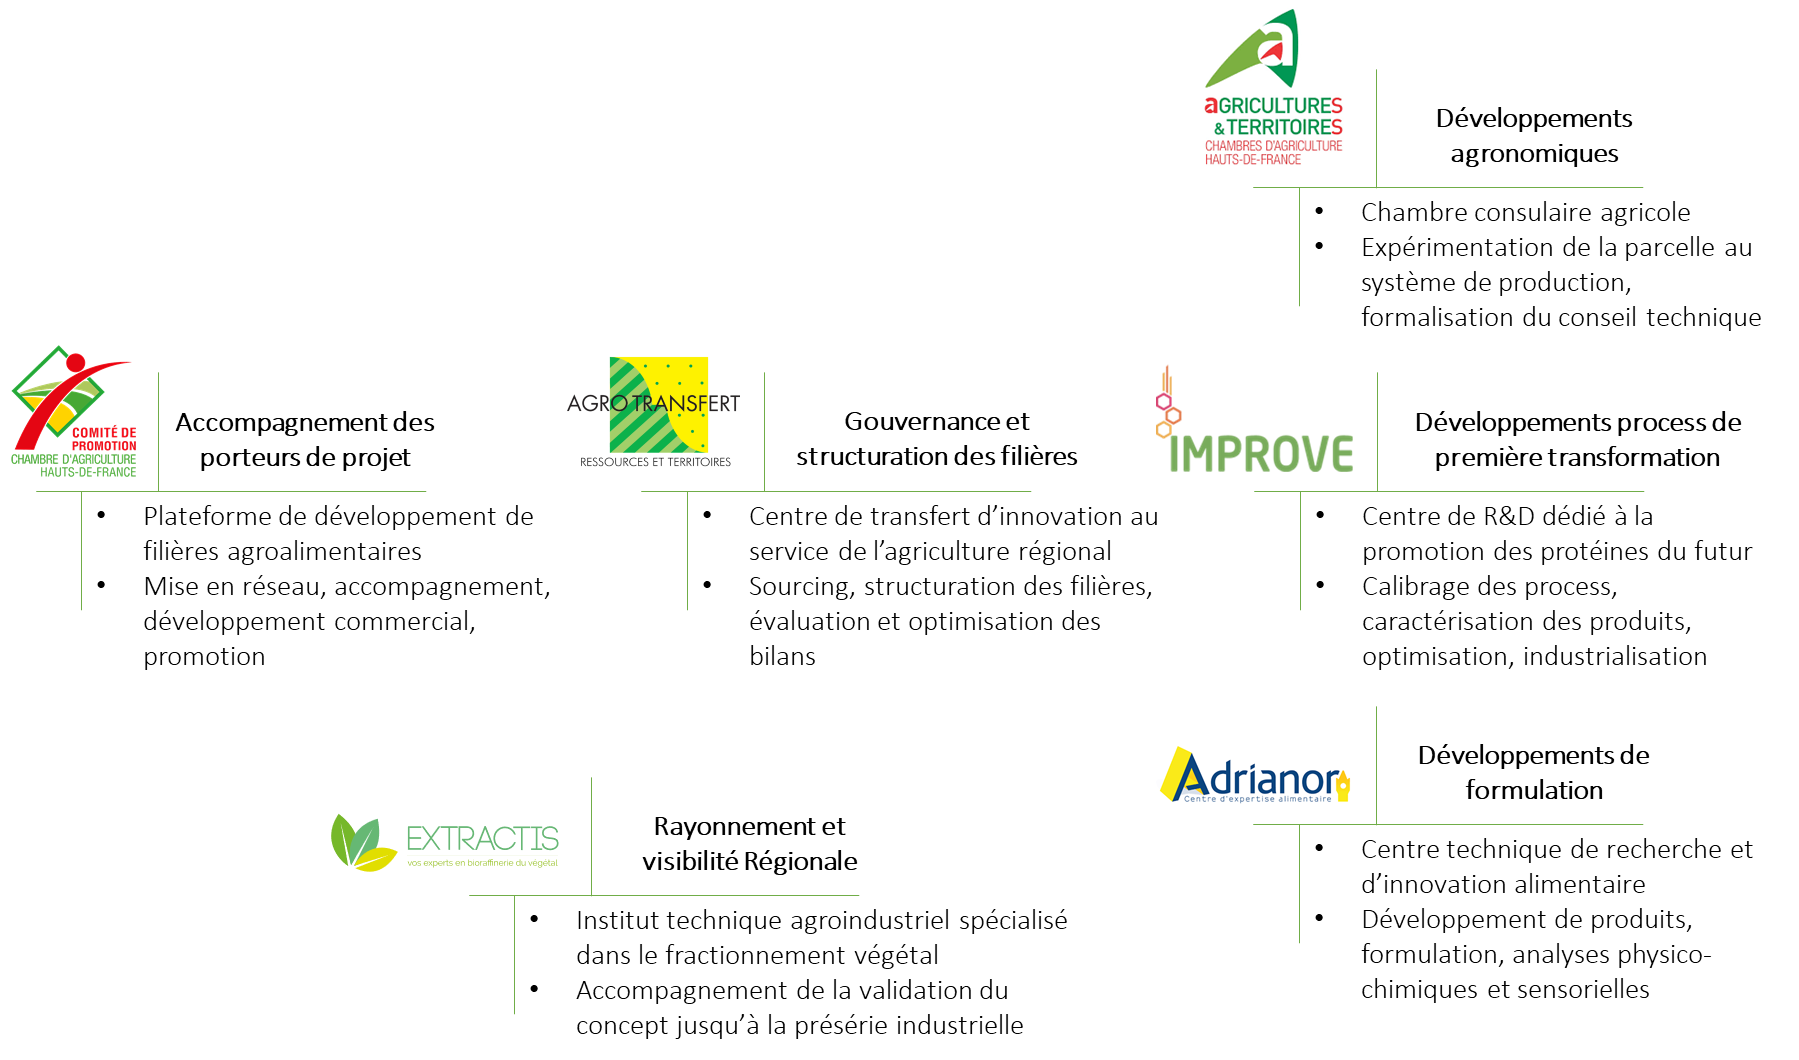 a
aGRICULTURES
& TERRITOIRES
CHAMBRES D'AGRICULTURE
HAUTS-DE-FRANCE
Développements
agronomiques
• Chambre consulaire agricole
• Expérimentation de la parcelle au
système de production,
formalisation du conseil technique
COMITÉ DE
PROMOTION
CHAMBRE D'AGRICULTURE
HAUTS-DE-FRANCE
Accompagnement des
porteurs de projet
• Plateforme de développement de
filières agroalimentaires
• Mise en réseau, accompagnement,
développement commercial,
promotion
AGRO TRANSFERT
RESSOURCES ET TERRITOIRES
Gouvernance et
structuration des filières
• Centre de transfert d’innovation au
service de l’agriculture régional
• Sourcing, structuration des filières,
évaluation et optimisation des
bilans
IMPROVE
Développements process de
première transformation
• Centre de R&D dédié à la
promotion des protéines du futur
• Calibrage des process,
caractérisation des produits,
optimisation, industrialisation
EXTRACTIS
vos experts en bioraffinerie du végétal
Rayonnement et
visibilité Régionale
• Institut technique agroindustriel spécialisé
dans le fractionnement végétal
• Accompagnement de la validation du
concept jusqu’à la présérie industrielle
Adrianor
Centre d'expertise alimentaire
Développements de
formulation
• Centre technique de recherche et
d’innovation alimentaire
• Développement de produits,
formulation, analyses physico-
chimiques et sensorielles